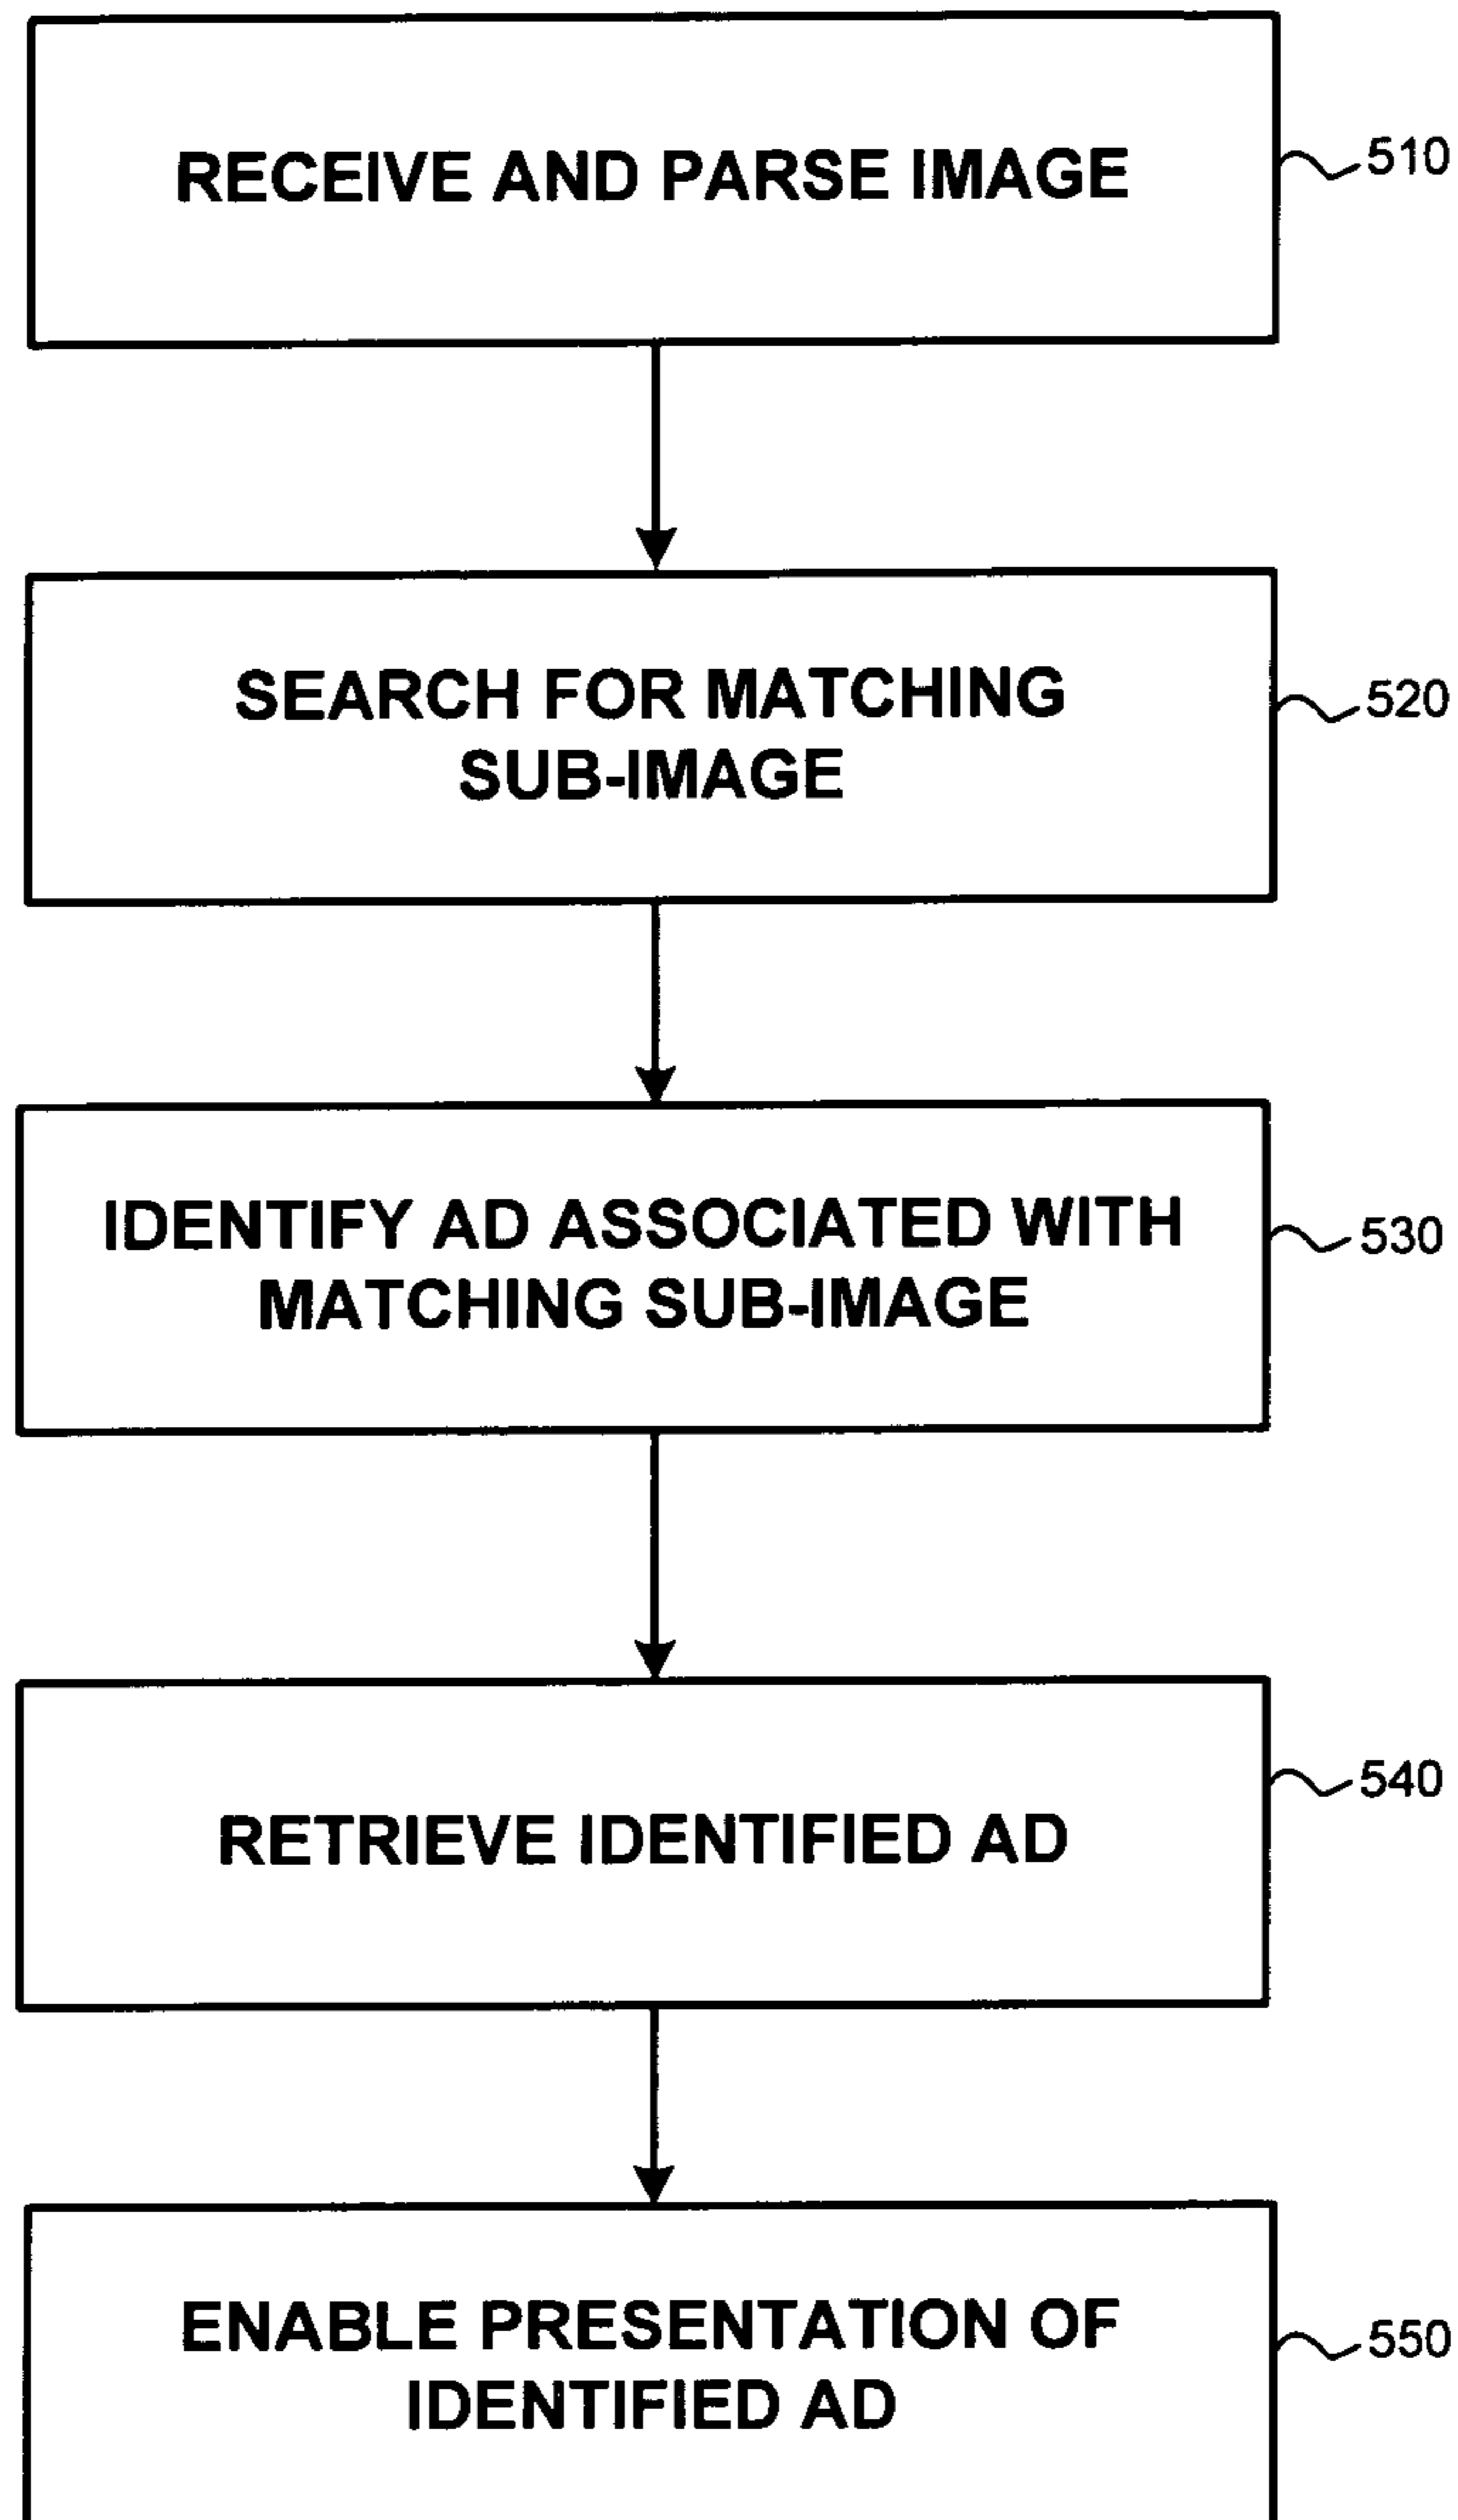 RECEIVE AND PARSE IMAGE
510
SEARCH FOR MATCHING
SUB-IMAGE
520
IDENTIFY AD ASSOCIATED WITH
MATCHING SUB-IMAGE
530
RETRIEVE IDENTIFIED AD
540
ENABLE PRESENTATION OF
IDENTIFIED AD
550